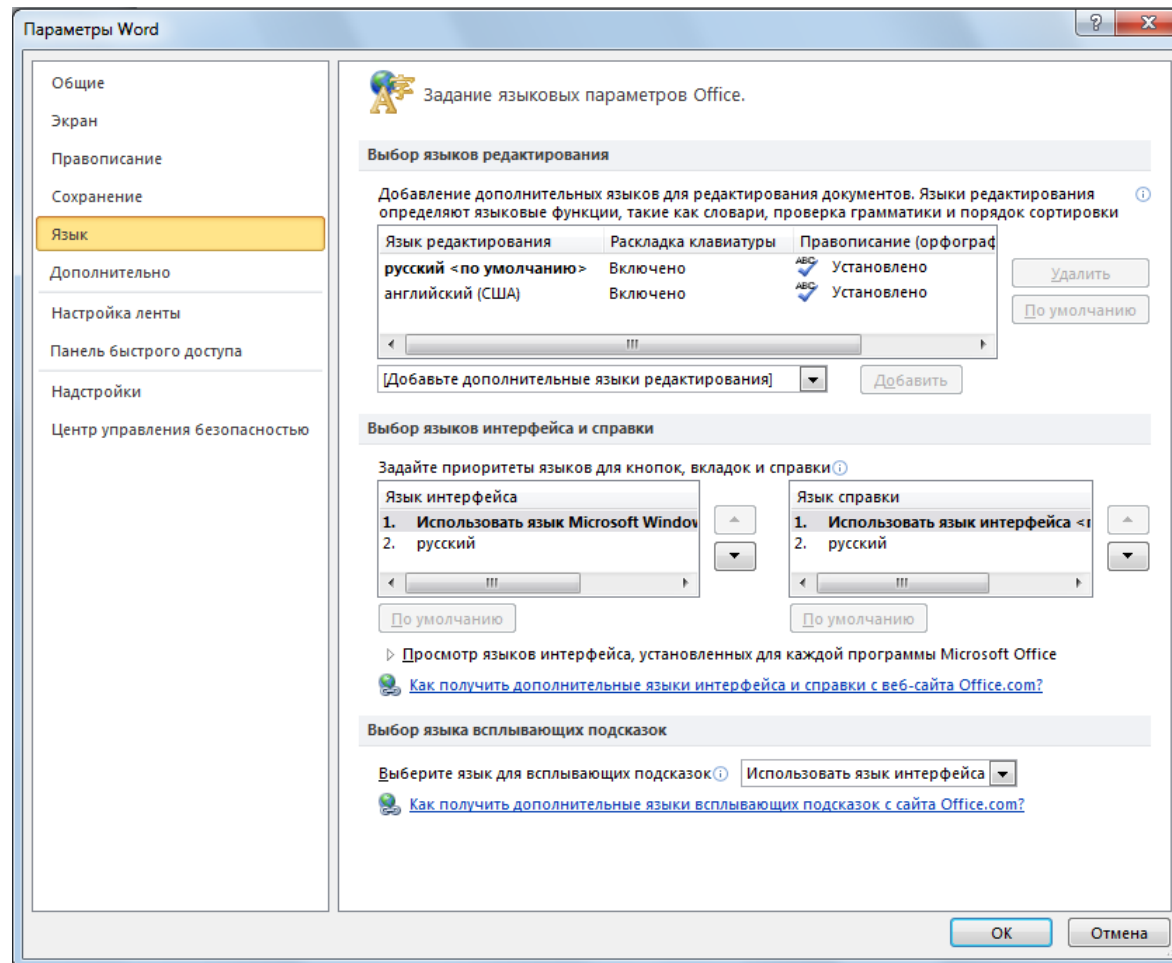 Параметры Word
Общие
Экран
Правописание
Сохранение
Язык
Дополнительно
Настройка ленты
Панель быстрого доступа
Надстройки
Центр управления безопасностью
Задание языковых параметров Office.
Выбор языков редактирования
Добавление дополнительных языков для редактирования документов. Языки редактирования
определяют языковые функции, такие как словари, проверка грамматики и порядок сортировки
Язык редактирования Раскладка клавиатуры Правописание (орфограф
русский <по умолчанию> Включено Установлено
английский (США) Включено Установлено
Удалить
По умолчанию
[Добавьте дополнительные языки редактирования] Добавить
Выбор языков интерфейса и справки
Задайте приоритеты языков для кнопок, вкладок и справки
Язык интерфейса
1. Использовать язык Microsoft Window
2. русский
По умолчанию
Язык справки
1. Использовать язык интерфейса <п
2. русский
По умолчанию
Просмотр языков интерфейса, установленных для каждой программы Microsoft Office
Как получить дополнительные языки интерфейса и справки с веб-сайта Office.com?
Выбор языка всплывающих подсказок
Выберите язык для всплывающих подсказок Использовать язык интерфейса
Как получить дополнительные языки всплывающих подсказок с сайта Office.com?
ОК Отмена